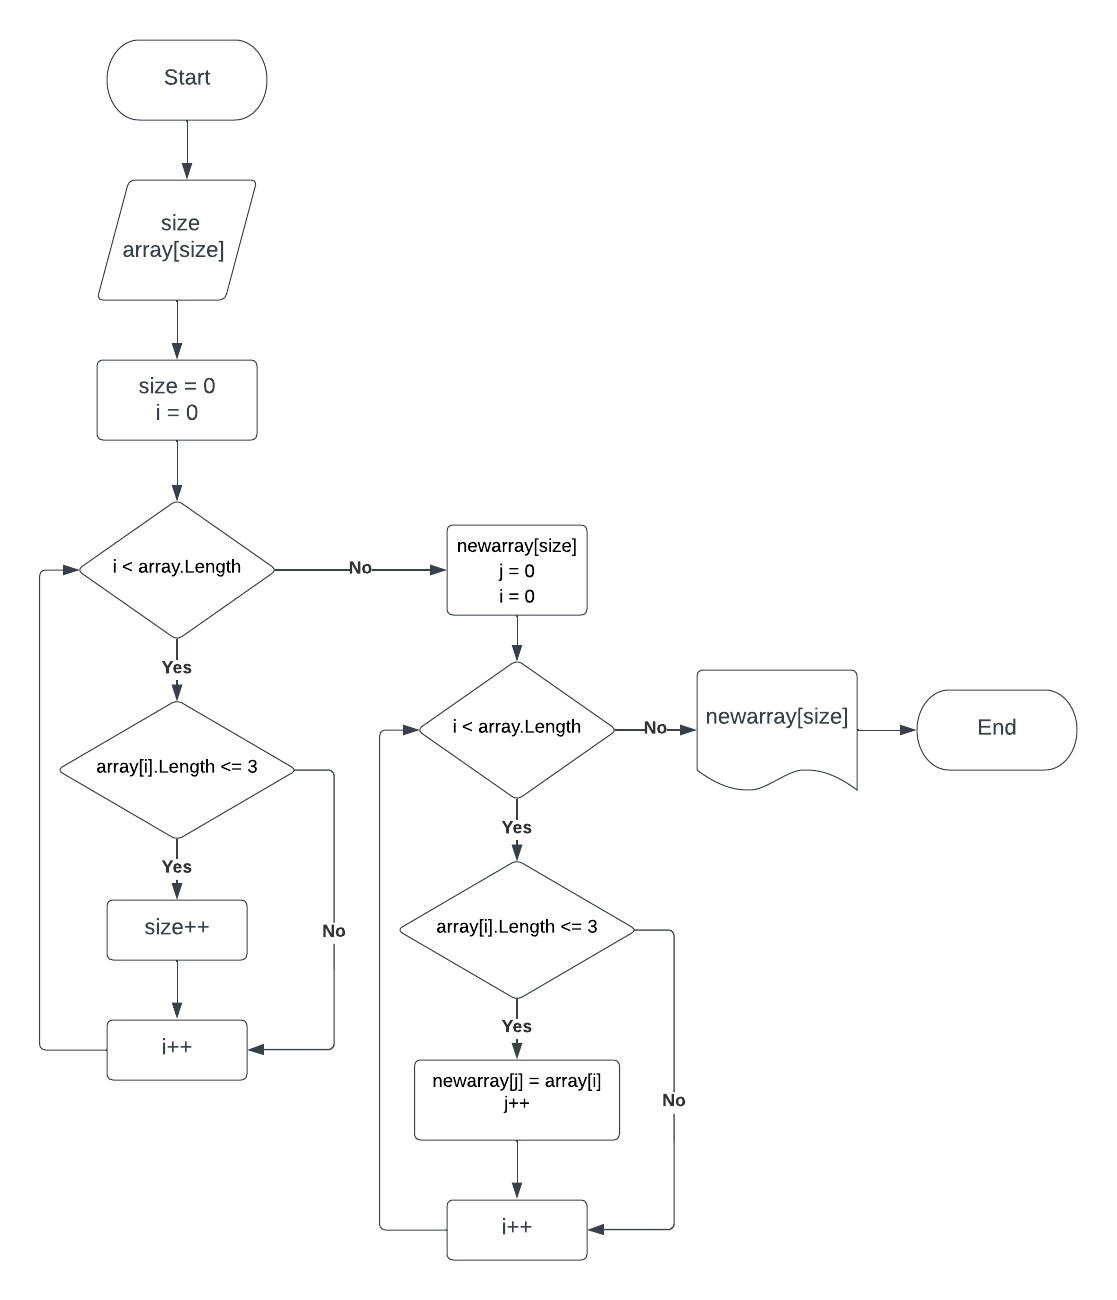 Start
size
array[size]
size = 0
i = 0
i < array.Length
No
Yes
array[i].Length <= 3
Yes
No
size++
i++
newarray[size]
j = 0
i = 0
i < array.Length
No
Yes
array[i].Length <= 3
Yes
No
newarray[j] = array[i]
j++
i++
newarray[size]
End